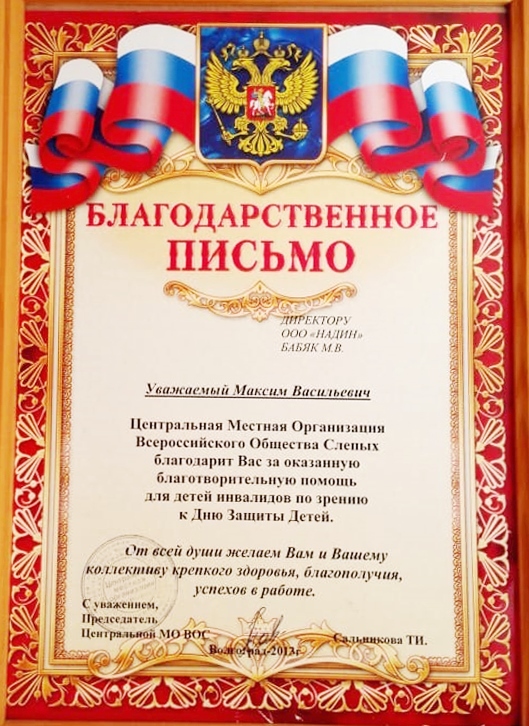 БЛАГОДАРСТВЕННОЕ
ПИСЬМО
ДИРЕКТОРУ
ООО «НАДИН»
БАБЯК М.В.
Уважаемый Максим Васильевич
Центральная Местная Организация
Всероссийского Общества Слепых
благодарит Вас за оказанную
благотворительную помощь
для детей инвалидов по зрению
к Дню Защиты Детей.
От всей души желаем Вам и Вашему
коллективу крепкого здоровья, благополучия,
успехов в работе.
С уважением,
Председатель
Центральной МО ВОС
Сальникова ТИ.
Волгоград-2013г